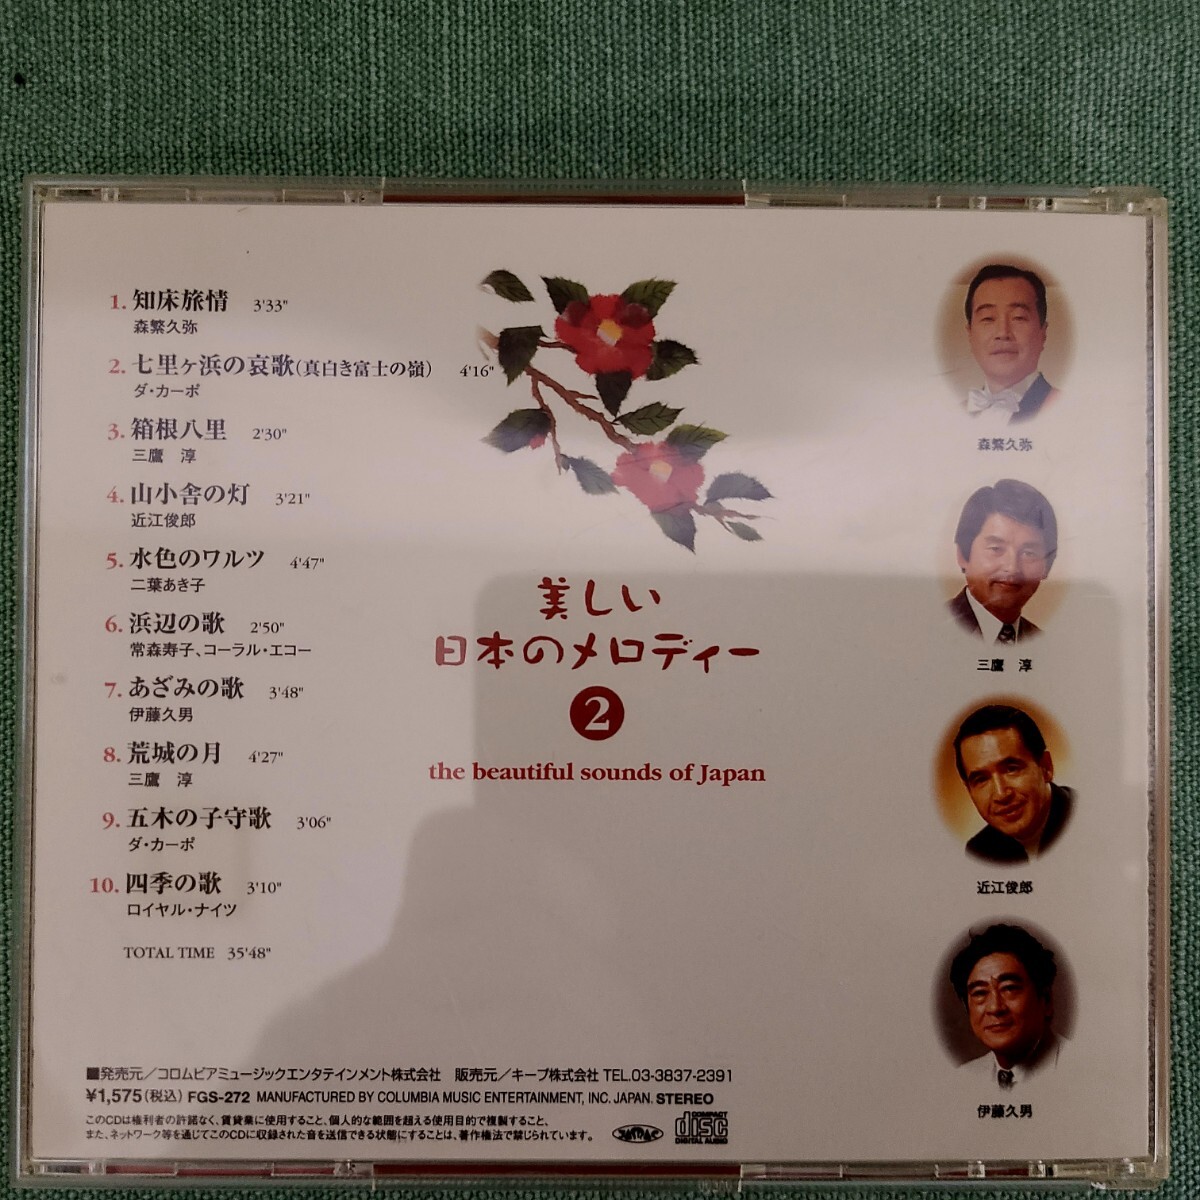 1. 知床旅情 3'33"
森繁久弥
2. 七里ヶ浜の哀歌(真白き富士の嶺) 4'16"
ダ・カーポ
3. 箱根八里 2'30"
三鷹　淳
4. 山小舎の灯 3'21"
近江俊郎
5. 水色のワルツ 4'47"
二葉あき子
6. 浜辺の歌 2'50"
常森寿子、コーラル・エコー
7. あざみの歌 3'48"
伊藤久男
8. 荒城の月 4'27"
三鷹　淳
9. 五木の子守歌 3'06"
ダ・カーポ
10. 四季の歌 3'10"
ロイヤル・ナイツ
TOTAL TIME 35'48"
美しい
日本のメロディー
2
the beautiful sounds of Japan
森繁久弥
三鷹　淳
近江俊郎
伊藤久男
■発売元/コロムビアミュージックエンタテインメント株式会社　販売元/キープ株式会社 TEL.03-3837-2391
¥1,575(税込) FGS-272 MANUFACTURED BY COLUMBIA MUSIC ENTERTAINMENT, INC. JAPAN. STEREO
このCDは権利者の許諾なく、賃貸業に使用すること、個人的な範囲を超える使用目的で複製すること、
また、ネットワーク等を通じてこのCDに収録された音を送信できる状態にすることは、著作権法で禁じられています。
COMPACT
disc
DIGITAL AUDIO